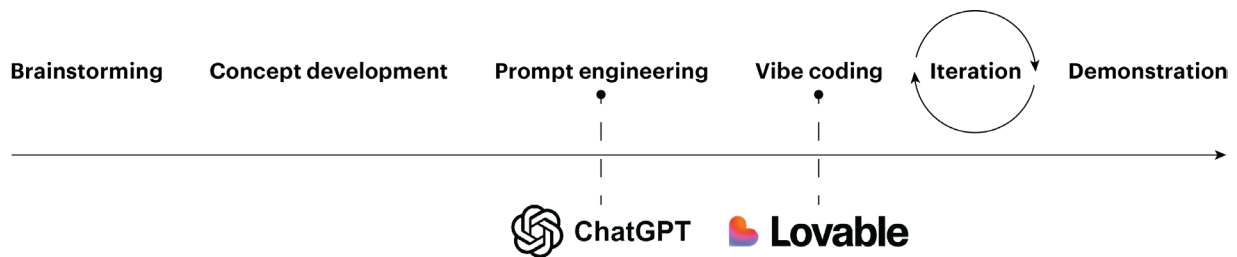 Brainstorming Concept development Prompt engineering Vibe coding Iteration Demonstration
ChatGPT Lovable